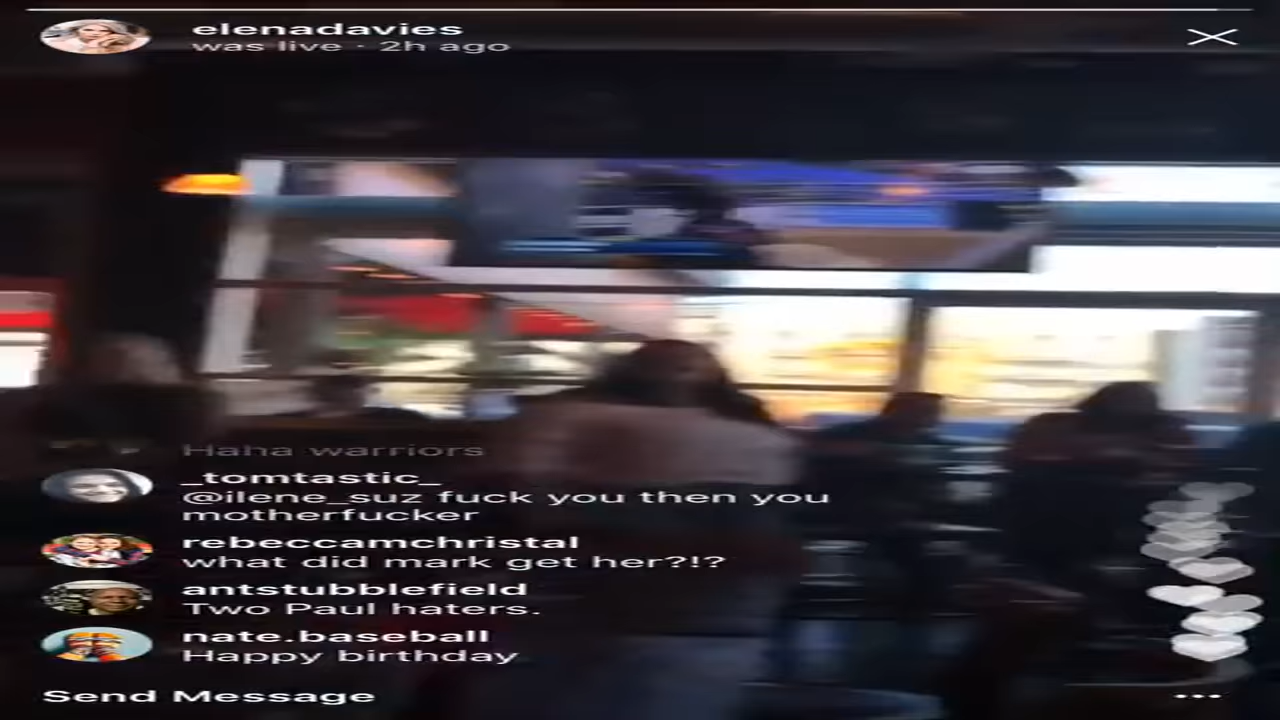 elenadavies
was live · 2h ago
Haha warriors
_tomtastic_
@ilene_suz fuck you then you
motherfucker
rebeccamchristal
what did mark get her?!?
antstubblefield
Two Paul haters.
nate.baseball
Happy birthday
Send Message